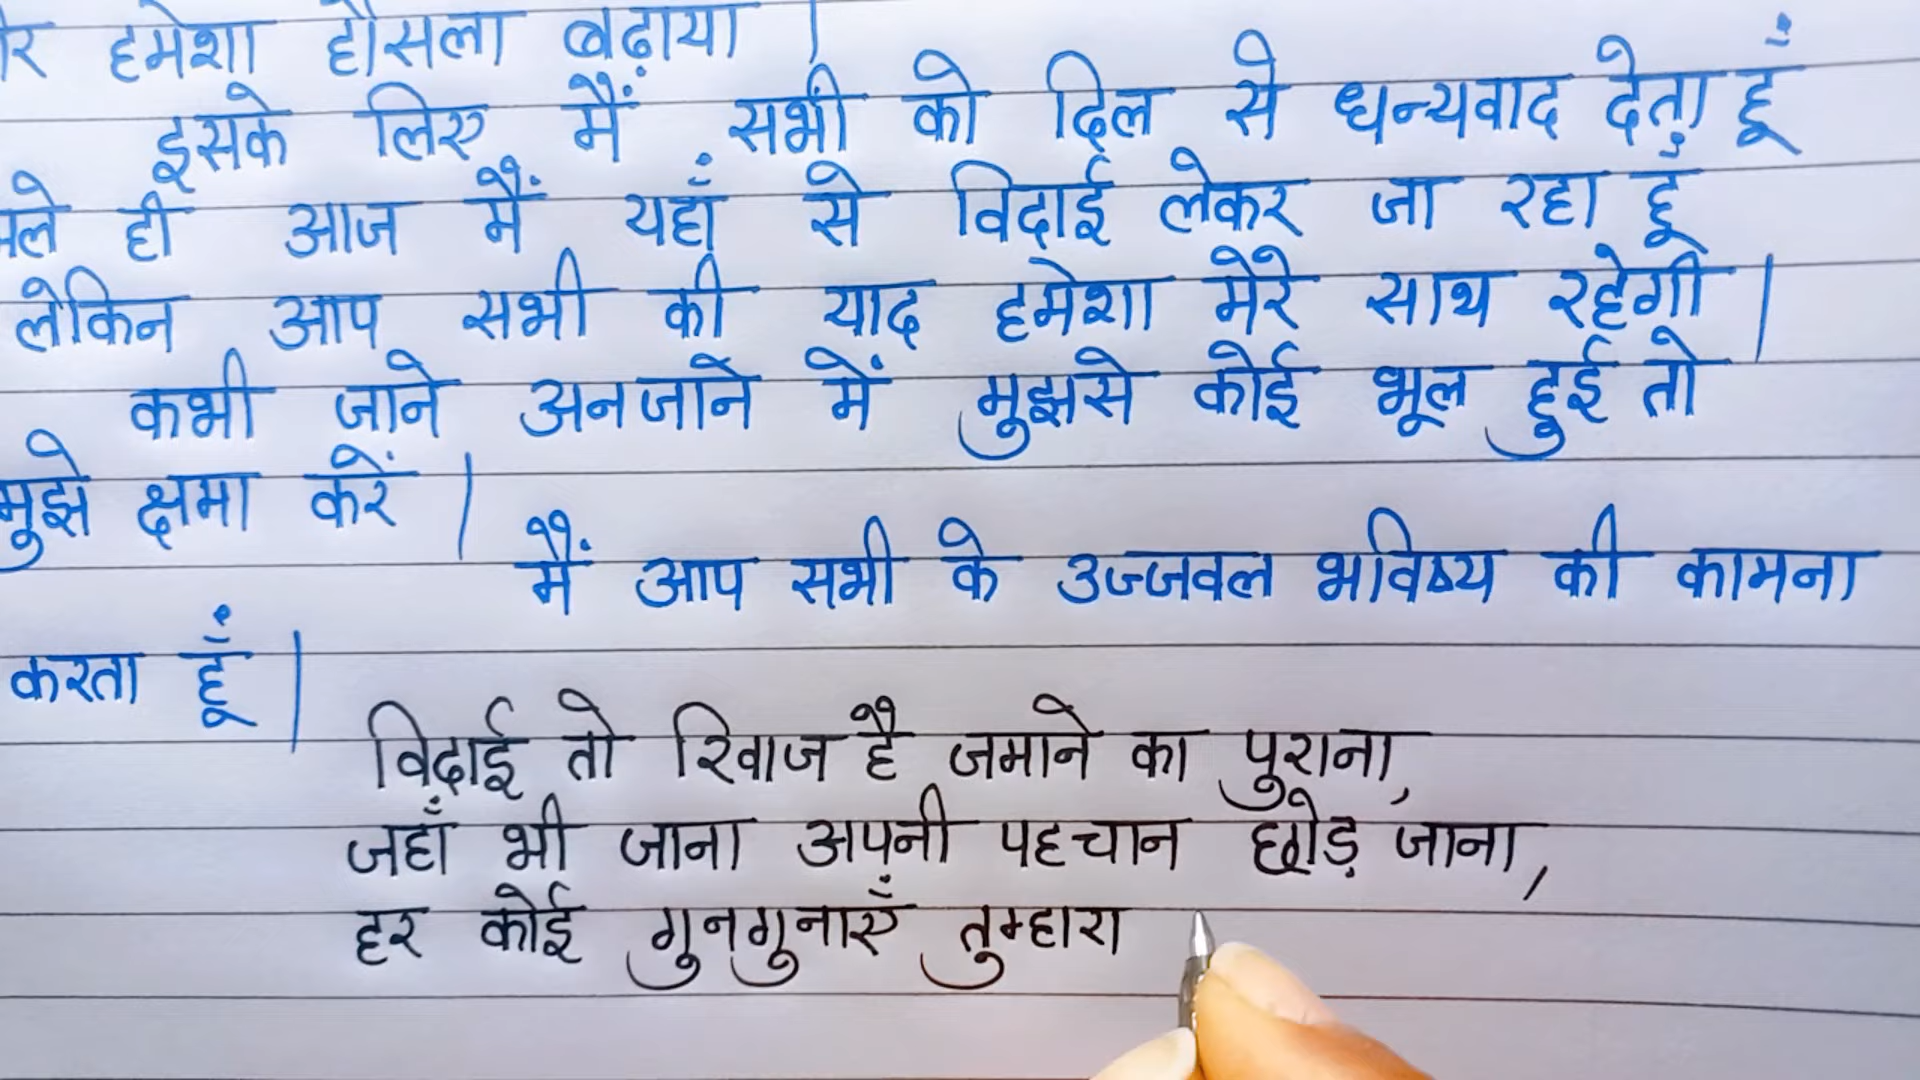 हमेशा हौसला बढ़ाया |
इसके लिए मैं सभी को दिल से धन्यवाद देता हूँ
ही आज मैं यहाँ से विदाई लेकर जा रहा हूँ
लेकिन आप सभी की याद हमेशा मेरे साथ रहेगी |
कभी जाने अनजाने में मुझसे कोई भूल हुई तो
मुझे क्षमा करें |
मैं आप सभी के उज्जवल भविष्य की कामना
करता हूँ |
विदाई तो रिवाज है जमाने का पुराना,
जहाँ भी जाना अपनी पहचान छोड़ जाना,
हर कोई गुनगुनाएँ तुम्हारा